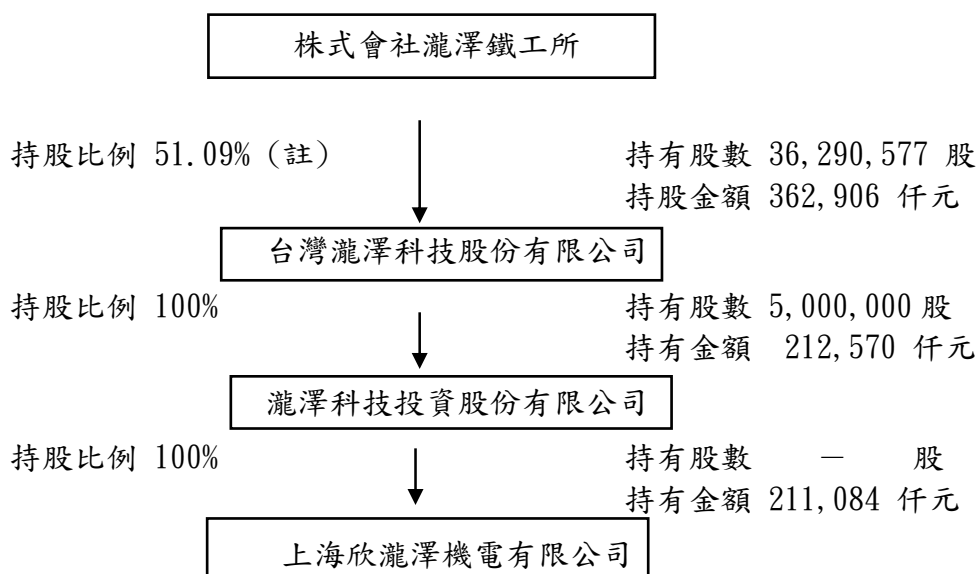 株式會社瀧澤鐵工所
持股比例 51.09%（註） 持有股數 36,290,577 股
持股金額 362,906 仟元
台灣瀧澤科技股份有限公司
持股比例 100% 持有股數 5,000,000 股
持有金額 212,570 仟元
瀧澤科技投資股份有限公司
持股比例 100% 持有股數 － 股
持有金額 211,084 仟元
上海欣瀧澤機電有限公司